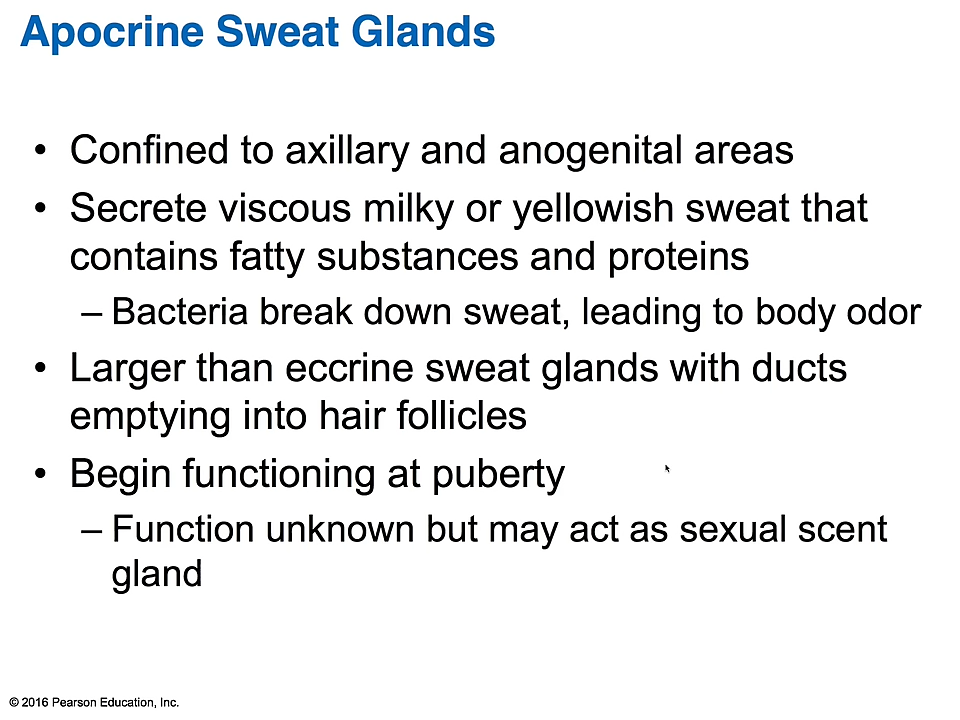 Apocrine Sweat Glands
• Confined to axillary and anogenital areas
• Secrete viscous milky or yellowish sweat that
contains fatty substances and proteins
– Bacteria break down sweat, leading to body odor
• Larger than eccrine sweat glands with ducts
emptying into hair follicles
• Begin functioning at puberty
– Function unknown but may act as sexual scent
gland
© 2016 Pearson Education, Inc.